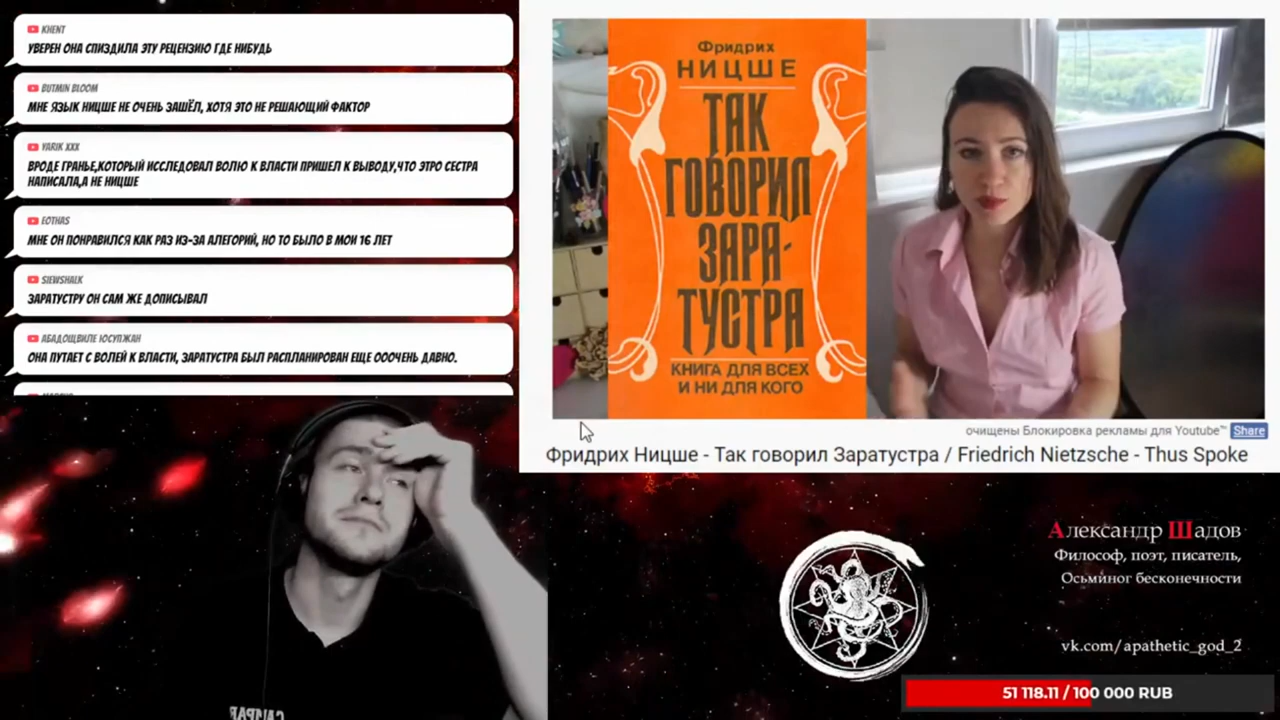 KHENT
УВЕРЕН ОНА СПИЗДИЛА ЭТУ РЕЦЕНЗИЮ ГДЕ НИБУДЬ
BUTMIN BLOOM
МНЕ ЯЗЫК НИЦШЕ НЕ ОЧЕНЬ ЗАШЁЛ, ХОТЯ ЭТО НЕ РЕШАЮЩИЙ ФАКТОР
YARIK XXX
ВРОДЕ ГРАНЬЕ,КОТОРЫЙ ИССЛЕДОВАЛ ВОЛЮ К ВЛАСТИ ПРИШЕЛ К ВЫВОДУ,ЧТО ЭТРО СЕСТРА
НАПИСАЛА,А НЕ НИЦШЕ
EOTHAS
МНЕ ОН ПОНРАВИЛСЯ КАК РАЗ ИЗ-ЗА АЛЕГОРИЙ, НО ТО БЫЛО В МОИ 16 ЛЕТ
SIEWSHALK
ЗАРАТУСТРУ ОН САМ ЖЕ ДОПИСЫВАЛ
АБАДОЩВИЛЕ ЮСУПЖАН
ОНА ПУТАЕТ С ВОЛЕЙ К ВЛАСТИ, ЗАРАТУСТРА БЫЛ РАСПЛАНИРОВАН ЕЩЕ ОООЧЕНЬ ДАВНО.
Фридрих
НИЦШЕ
ТАК
ГОВОРИЛ
ЗАРА-
ТУСТРА
КНИГА ДЛЯ ВСЕХ
И НИ ДЛЯ КОГО
очищены Блокировка рекламы для Youtube™ Share
Фридрих Ницше - Так говорил Заратустра / Friedrich Nietzsche - Thus Spoke
Александр Шадов
Философ, поэт, писатель,
Осьминог бесконечности
vk.com/apathetic_god_2
51 118.11 / 100 000 RUB